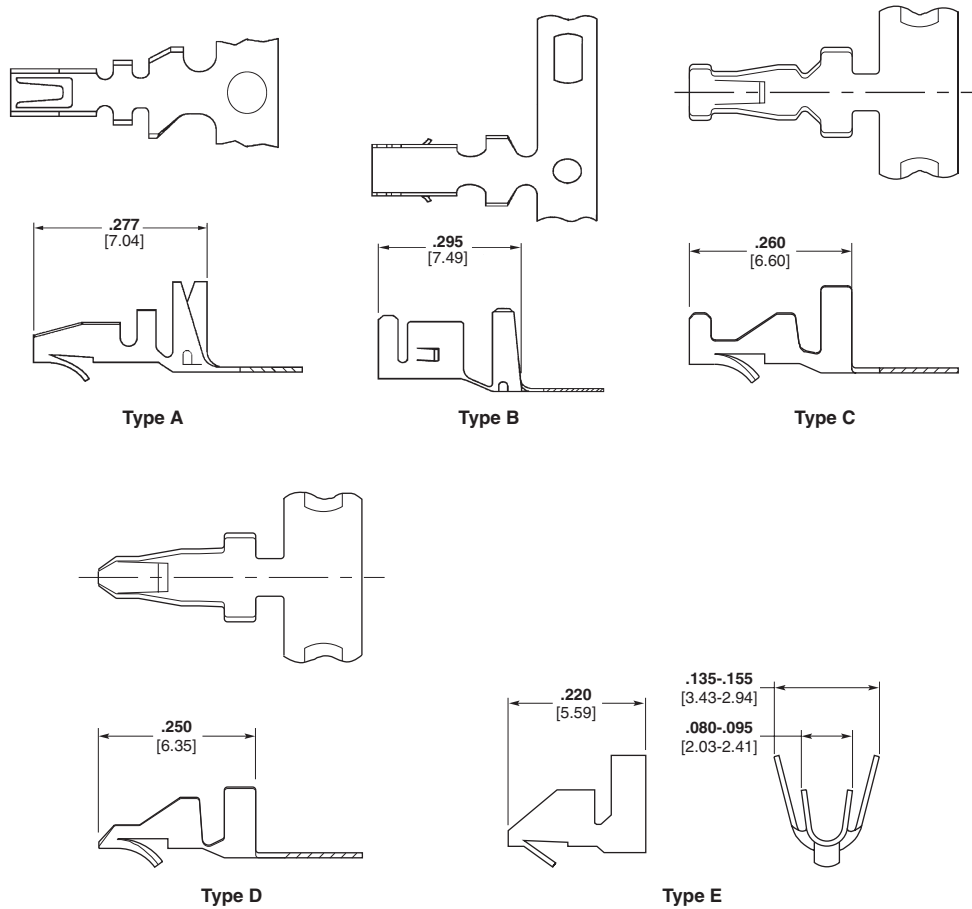 .277
[7.04]
.295
[7.49]
.260
[6.60]
Type A
Type B
Type C
.250
[6.35]
.220
[5.59]
.135-.155
[3.43-2.94]
.080-.095
[2.03-2.41]
Type D
Type E